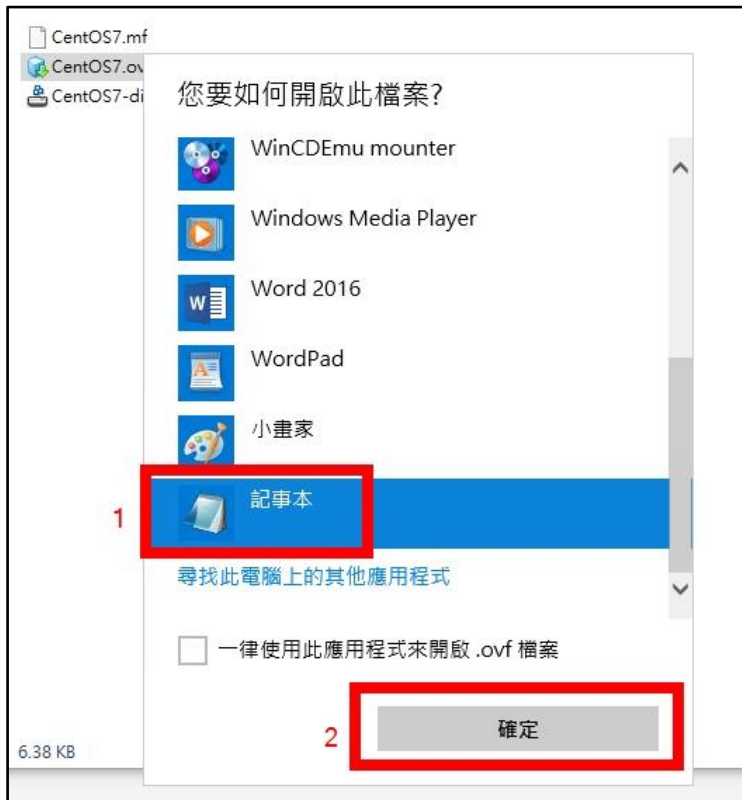 CentOS7.mf
CentOS7.ov
CentOS7-di
您要如何開啟此檔案?
WinCDEmu mounter
Windows Media Player
Word 2016
WordPad
小畫家
1
記事本
尋找此電腦上的其他應用程式
一律使用此應用程式來開啟 .ovf 檔案
2
確定
6.38 KB